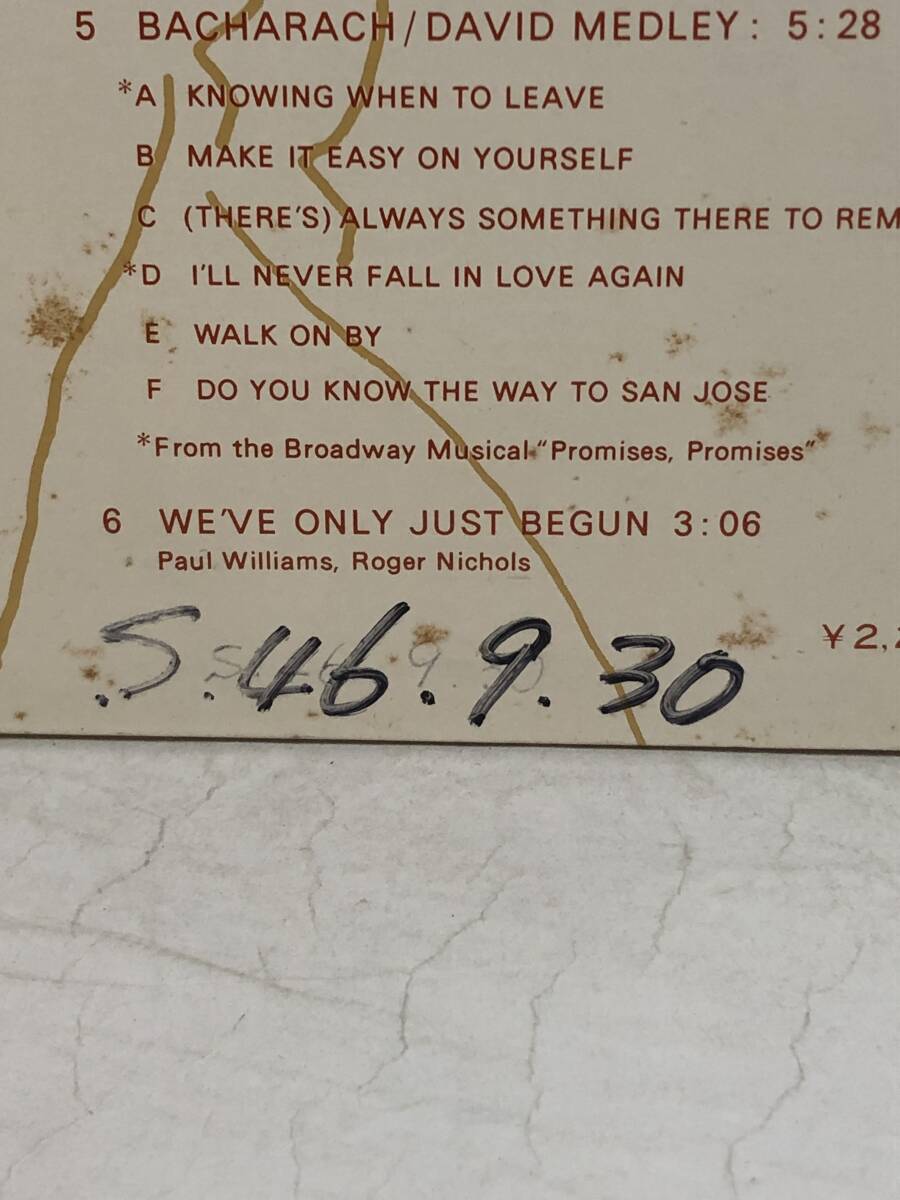 5 BACHARACH/DAVID MEDLEY: 5:28
*A KNOWING WHEN TO LEAVE
B MAKE IT EASY ON YOURSELF
C (THERE'S) ALWAYS SOMETHING THERE TO REM
*D I'LL NEVER FALL IN LOVE AGAIN
E WALK ON BY
F DO YOU KNOW THE WAY TO SAN JOSE
*From the Broadway Musical "Promises, Promises"
6 WE'VE ONLY JUST BEGUN 3:06
Paul Williams, Roger Nichols
¥2,2
.S.46.9.30